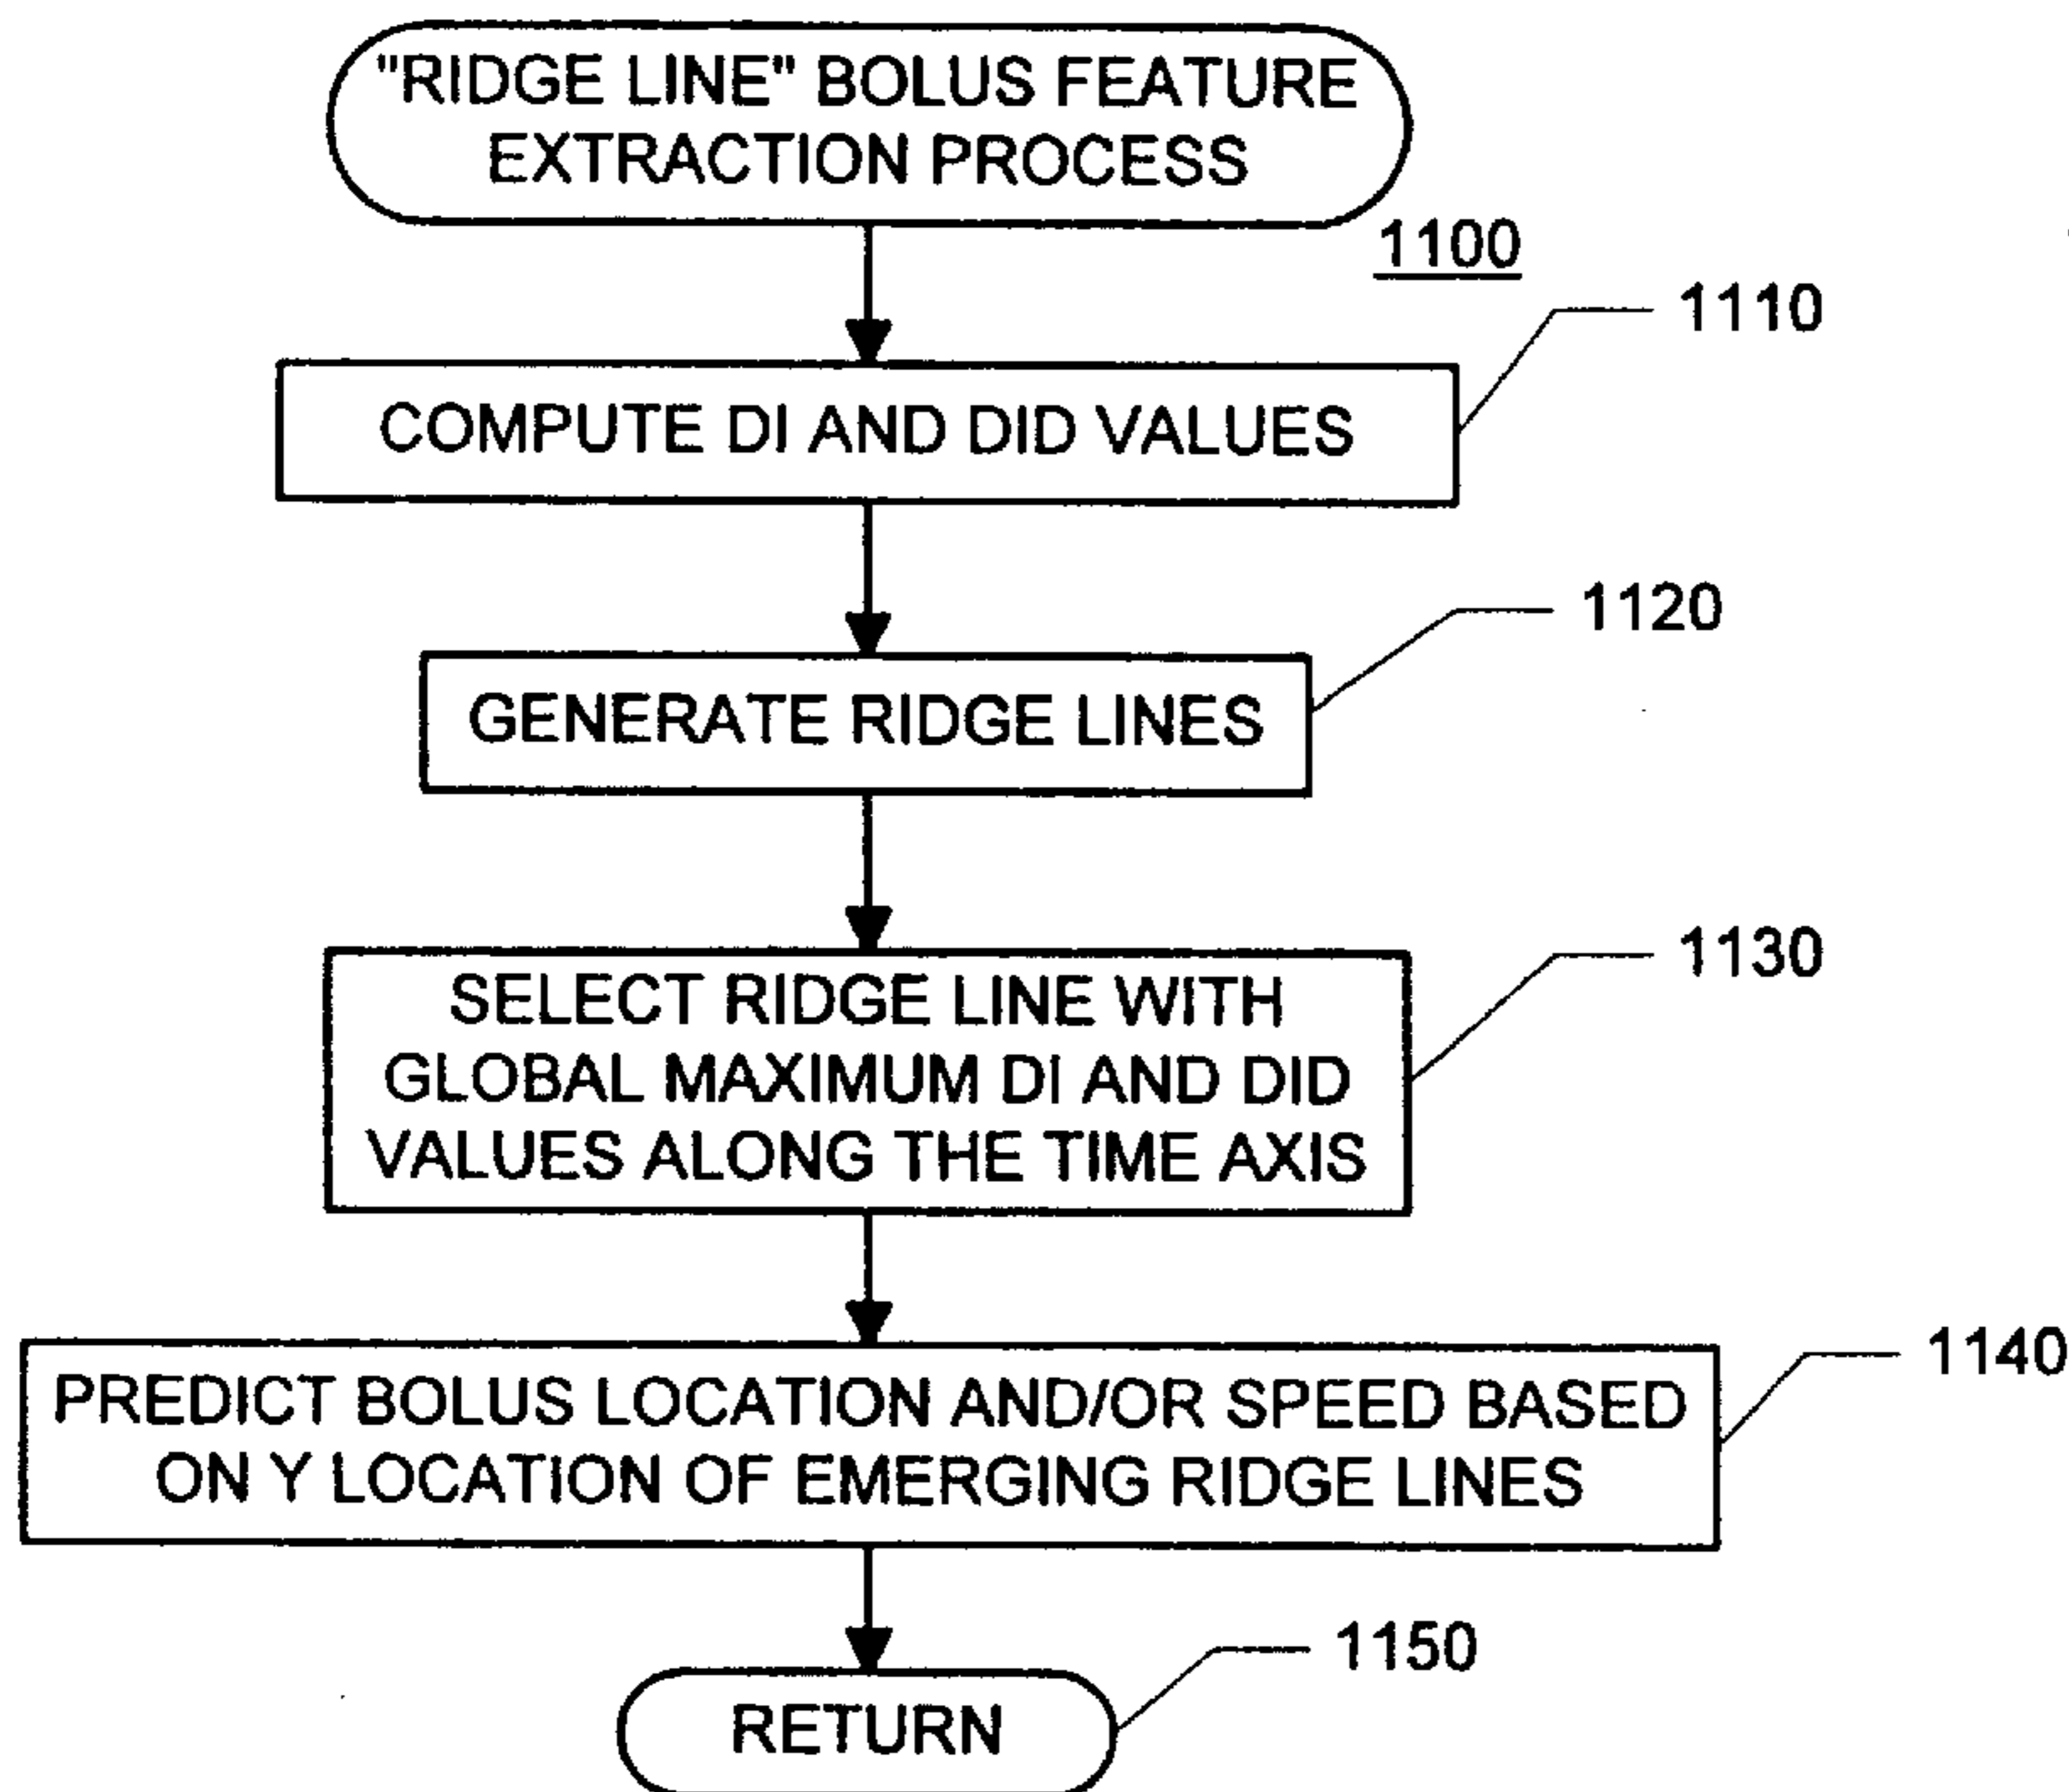 "RIDGE LINE" BOLUS FEATURE
EXTRACTION PROCESS
1100
1110
COMPUTE DI AND DID VALUES
1120
GENERATE RIDGE LINES
1130
SELECT RIDGE LINE WITH
GLOBAL MAXIMUM DI AND DID
VALUES ALONG THE TIME AXIS
1140
PREDICT BOLUS LOCATION AND/OR SPEED BASED
ON Y LOCATION OF EMERGING RIDGE LINES
1150
RETURN